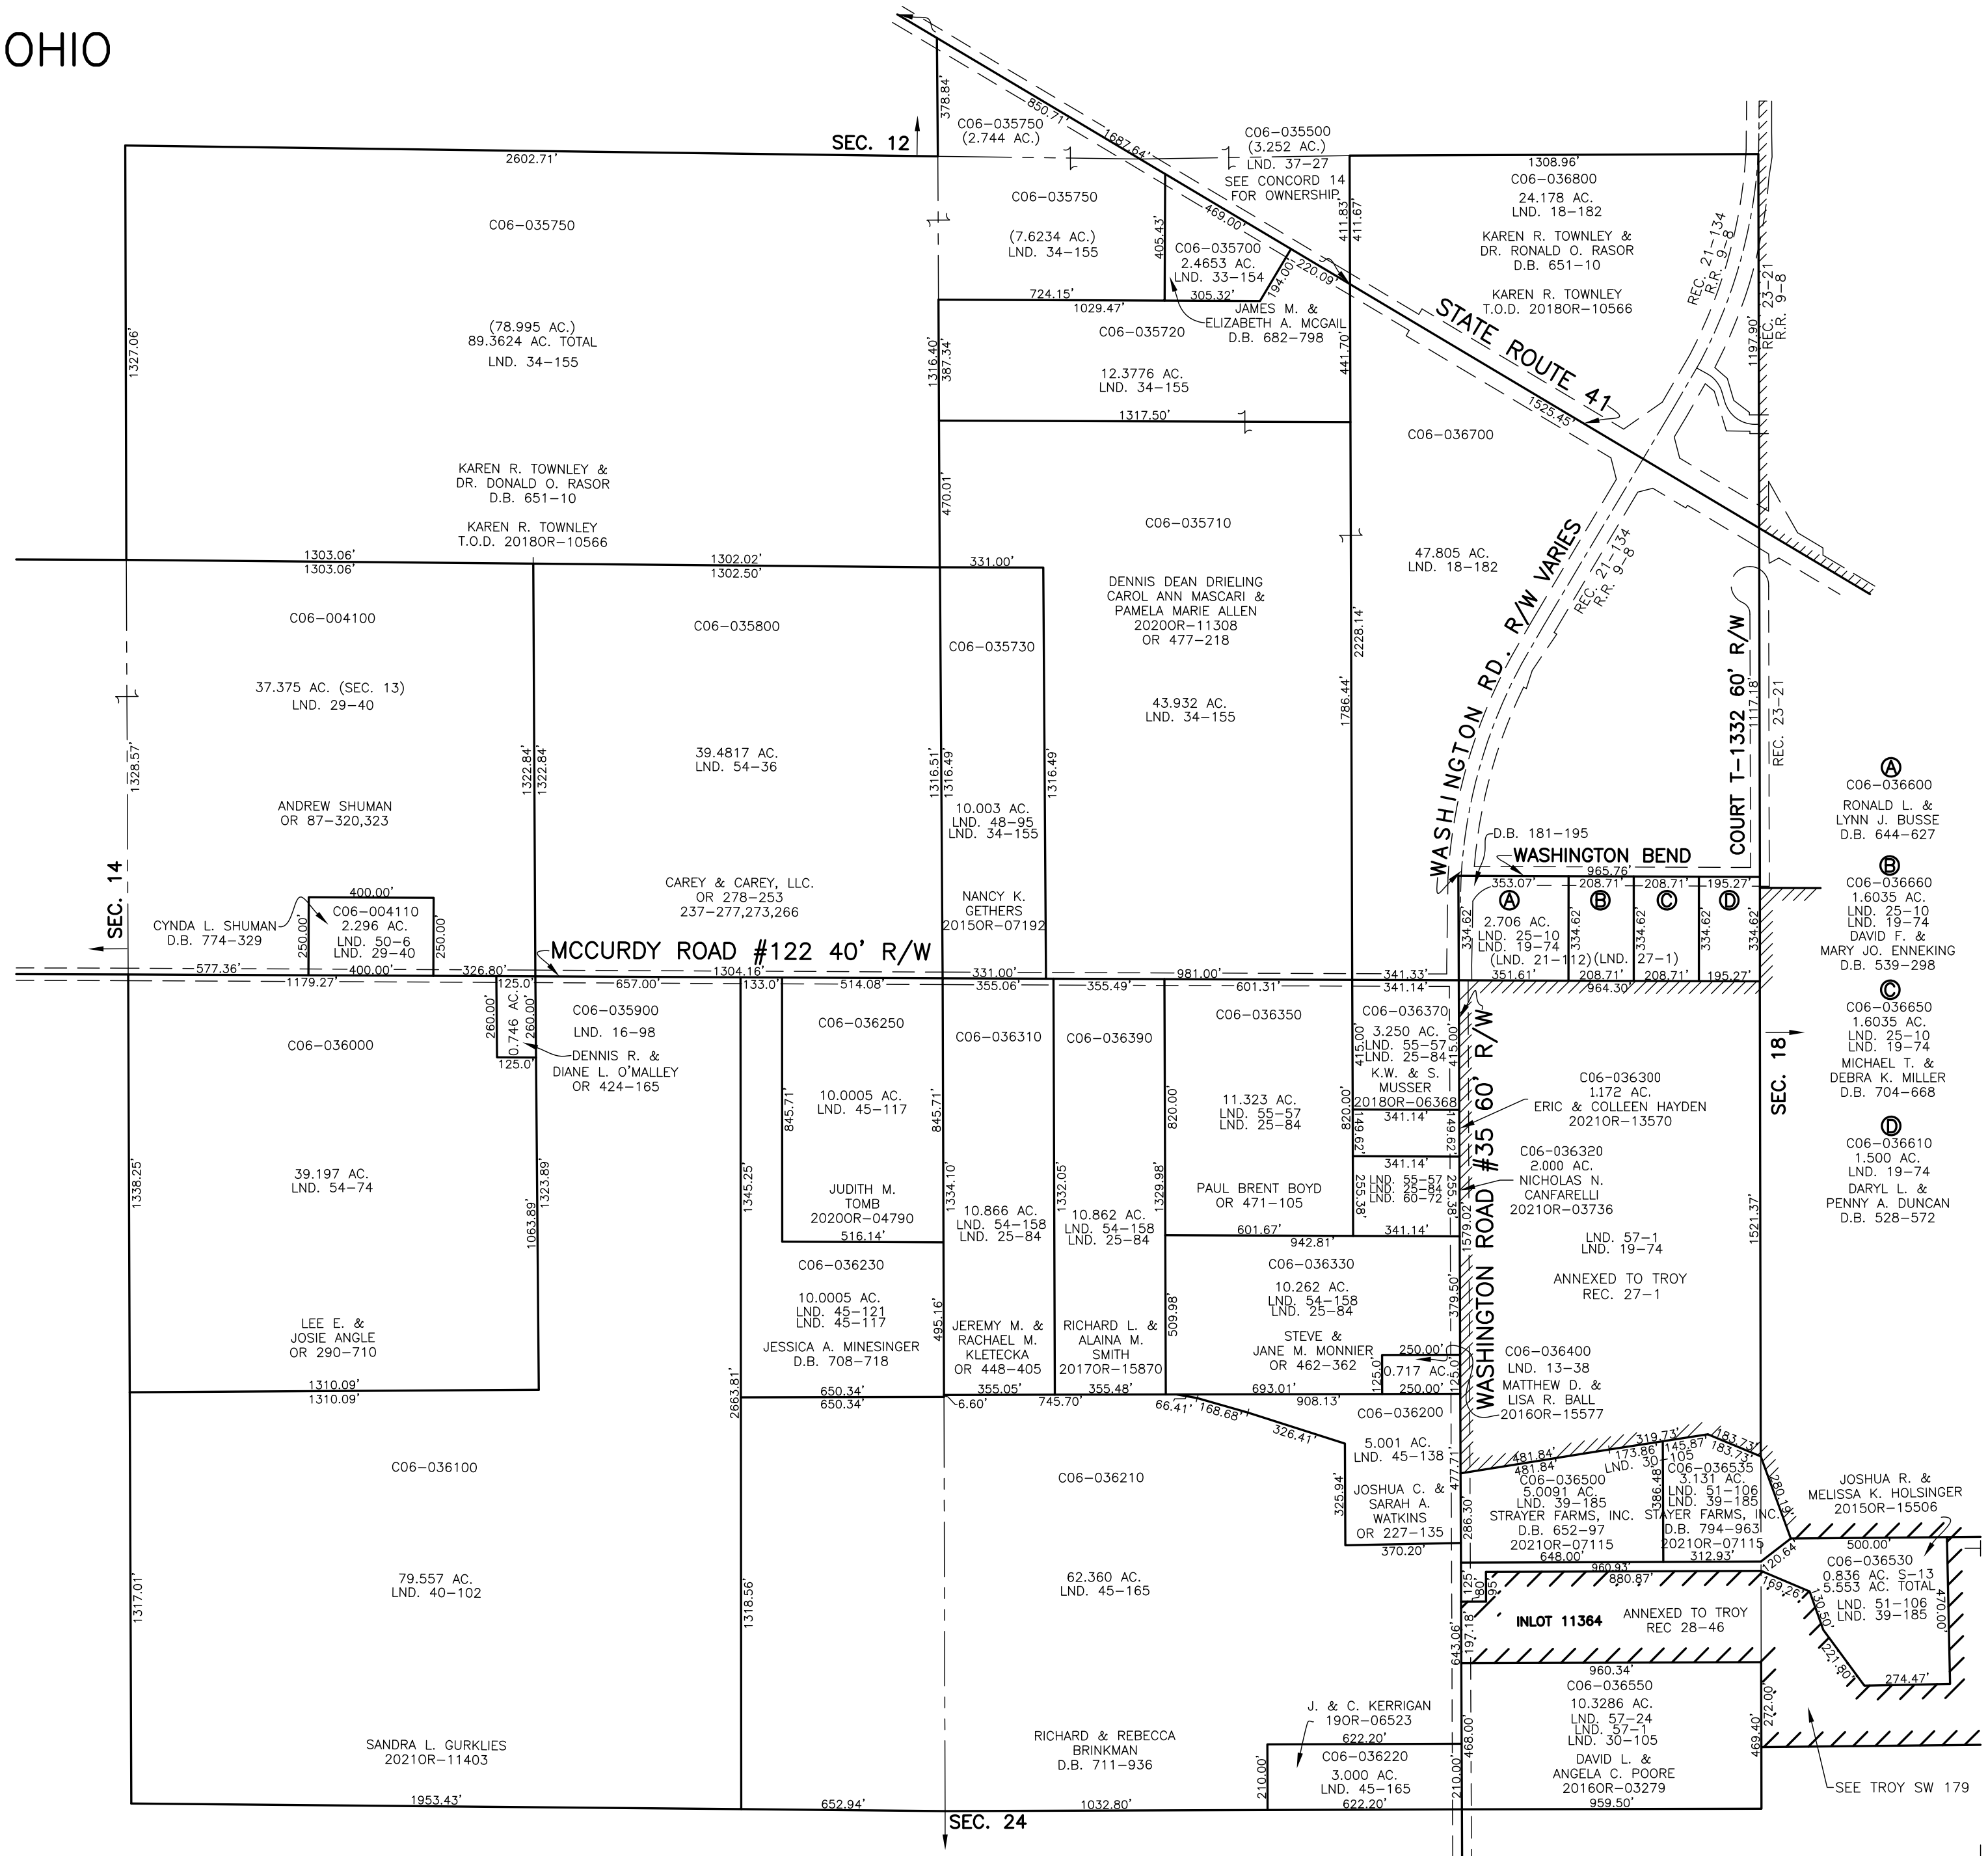 OHIO
SEC. 12
378.84'
850.71'
1687.64'
C06-035750
(2.744 AC.)
C06-035500
(3.252 AC.)
LND. 37-27
SEE CONCORD 14
FOR OWNERSHIP
2602.71'
C06-035750
(78.995 AC.)
89.3624 AC. TOTAL
LND. 34-155
KAREN R. TOWNLEY &
DR. DONALD O. RASOR
D.B. 651-10
KAREN R. TOWNLEY
T.O.D. 2018OR-10566
1327.06'
1303.06'
1302.02'
C06-035750
(7.6234 AC.)
LND. 34-155
405.43'
469.00'
C06-035700
2.4653 AC.
LND. 33-154
194.00'
220.09'
411.83'
411.67'
724.15'
305.32'
1029.47'
JAMES M. &
ELIZABETH A. MCGAIL
D.B. 682-798
C06-035720
12.3776 AC.
LND. 34-155
1316.40'
387.34'
441.70'
1317.50'
1308.96'
C06-036800
24.178 AC.
LND. 18-182
KAREN R. TOWNLEY &
DR. RONALD O. RASOR
D.B. 651-10
KAREN R. TOWNLEY
T.O.D. 2018OR-10566
REC. 21-134
R.R. 9-8
1197.90'
REC. 23-21
R.R. 9-8
STATE ROUTE 41
1525.45'
C06-036700
47.805 AC.
LND. 18-182
WASHINGTON RD. R/W VARIES
REC. 21-134
R.R. 9-8
COURT T-1332 60' R/W
1117.18'
REC. 23-21
470.01'
C06-035710
DENNIS DEAN DRIELING
CAROL ANN MASCARI &
PAMELA MARIE ALLEN
2020OR-11308
OR 477-218
43.932 AC.
LND. 34-155
2228.14'
1786.44'
1303.06'
C06-004100
37.375 AC. (SEC. 13)
LND. 29-40
ANDREW SHUMAN
OR 87-320,323
1328.57'
1322.84'
1322.84'
SEC. 14
CYNDA L. SHUMAN
D.B. 774-329
400.00'
250.00'
C06-004110
2.296 AC.
LND. 50-6
LND. 29-40
250.00'
577.36'
400.00'
326.80'
1302.50'
C06-035800
39.4817 AC.
LND. 54-36
CAREY & CAREY, LLC.
OR 278-253
237-277,273,266
1316.51'
1316.49'
331.00'
C06-035730
10.003 AC.
LND. 48-95
LND. 34-155
NANCY K.
GETHERS
2015OR-07192
1316.49'
MCCURDY ROAD #122 40' R/W
1304.16'
331.00'
981.00'
341.33'
D.B. 181-195
WASHINGTON BEND
965.76'
353.07'
208.71'
208.71'
195.27'
A
B
C
D
2.706 AC.
LND. 25-10
LND. 19-74
(LND. 21-112)
(LND. 27-1)
334.62'
334.62'
334.62'
334.62'
334.62'
351.61'
208.71'
208.71'
195.27'
964.30'
A
C06-036600
RONALD L. &
LYNN J. BUSSE
D.B. 644-627
B
C06-036660
1.6035 AC.
LND. 25-10
LND. 19-74
DAVID F. &
MARY JO. ENNEKING
D.B. 539-298
C
C06-036650
1.6035 AC.
LND. 25-10
LND. 19-74
MICHAEL T. &
DEBRA K. MILLER
D.B. 704-668
D
C06-036610
1.500 AC.
LND. 19-74
DARYL L. &
PENNY A. DUNCAN
D.B. 528-572
1179.27'
125.0'
657.00'
133.0'
514.08'
355.06'
355.49'
601.31'
341.14'
C06-036000
39.197 AC.
LND. 54-74
LEE E. &
JOSIE ANGLE
OR 290-710
1338.25'
1310.09'
260.00'
0.746 AC.
260.00'
125.0'
C06-035900
LND. 16-98
DENNIS R. &
DIANE L. O'MALLEY
OR 424-165
1063.89'
1323.89'
1345.25'
C06-036250
10.0005 AC.
LND. 45-117
JUDITH M.
TOMB
2020OR-04790
845.71'
845.71'
516.14'
C06-036230
10.0005 AC.
LND. 45-121
LND. 45-117
JESSICA A. MINESINGER
D.B. 708-718
495.16'
650.34'
C06-036310
10.866 AC.
LND. 54-158
LND. 25-84
JEREMY M. &
RACHAEL M.
KLETECKA
OR 448-405
1334.10'
355.05'
C06-036390
10.862 AC.
LND. 54-158
LND. 25-84
RICHARD L. &
ALAINA M.
SMITH
2017OR-15870
1332.05'
1329.98'
355.48'
C06-036350
11.323 AC.
LND. 55-57
LND. 25-84
PAUL BRENT BOYD
OR 471-105
820.00'
820.00'
601.67'
C06-036370
3.250 AC.
LND. 55-57
LND. 25-84
K.W. & S.
MUSSER
2018OR-06368
415.00'
415.00'
341.14'
149.62'
149.62'
341.14'
LND. 55-57
LND. 25-84
LND. 60-72
255.38'
255.38'
341.14'
942.81'
C06-036330
10.262 AC.
LND. 54-158
LND. 25-84
STEVE &
JANE M. MONNIER
OR 462-362
509.98'
379.50'
250.00'
0.717 AC.
125.0'
125.0'
250.00'
693.01'
WASHINGTON ROAD #35 60' R/W
1579.02'
C06-036300
1.172 AC.
ERIC & COLLEEN HAYDEN
2021OR-13570
C06-036320
2.000 AC.
NICHOLAS N.
CANFARELLI
2021OR-03736
LND. 57-1
LND. 19-74
ANNEXED TO TROY
REC. 27-1
SEC. 18
1521.37'
C06-036400
LND. 13-38
MATTHEW D. &
LISA R. BALL
2016OR-15577
1310.09'
C06-036100
79.557 AC.
LND. 40-102
SANDRA L. GURKLIES
2021OR-11403
1317.01'
1953.43'
2663.81'
1318.56'
650.34'
6.60'
745.70'
66.41'
168.68'
326.41'
908.13'
C06-036210
62.360 AC.
LND. 45-165
RICHARD & REBECCA
BRINKMAN
D.B. 711-936
652.94'
1032.80'
SEC. 24
C06-036200
5.001 AC.
LND. 45-138
JOSHUA C. &
SARAH A.
WATKINS
OR 227-135
325.94'
370.20'
477.71'
286.30'
643.06'
J. & C. KERRIGAN
19OR-06523
622.20'
C06-036220
3.000 AC.
LND. 45-165
210.00'
210.00'
622.20'
319.73'
481.84'
173.86'
145.87'
183.73'
183.73'
481.84'
LND. 30-105
C06-036500
5.0091 AC.
LND. 39-185
STRAYER FARMS, INC.
D.B. 652-97
2021OR-07115
648.00'
386.48'
C06-036535
3.131 AC.
LND. 51-106
LND. 39-185
STAYER FARMS, INC.
D.B. 794-963
2021OR-07115
312.93'
280.19'
120.64'
960.93'
880.87'
125'
80'
95'
197.18'
INLOT 11364
ANNEXED TO TROY
REC 28-46
JOSHUA R. &
MELISSA K. HOLSINGER
2015OR-15506
500.00'
C06-036530
0.836 AC. S-13
5.553 AC. TOTAL
LND. 51-106
LND. 39-185
169.26'
130.50'
221.80'
274.47'
470.00'
960.34'
C06-036550
10.3286 AC.
LND. 57-24
LND. 57-1
LND. 30-105
DAVID L. &
ANGELA C. POORE
2016OR-03279
468.00'
469.40'
272.00'
959.50'
SEE TROY SW 179